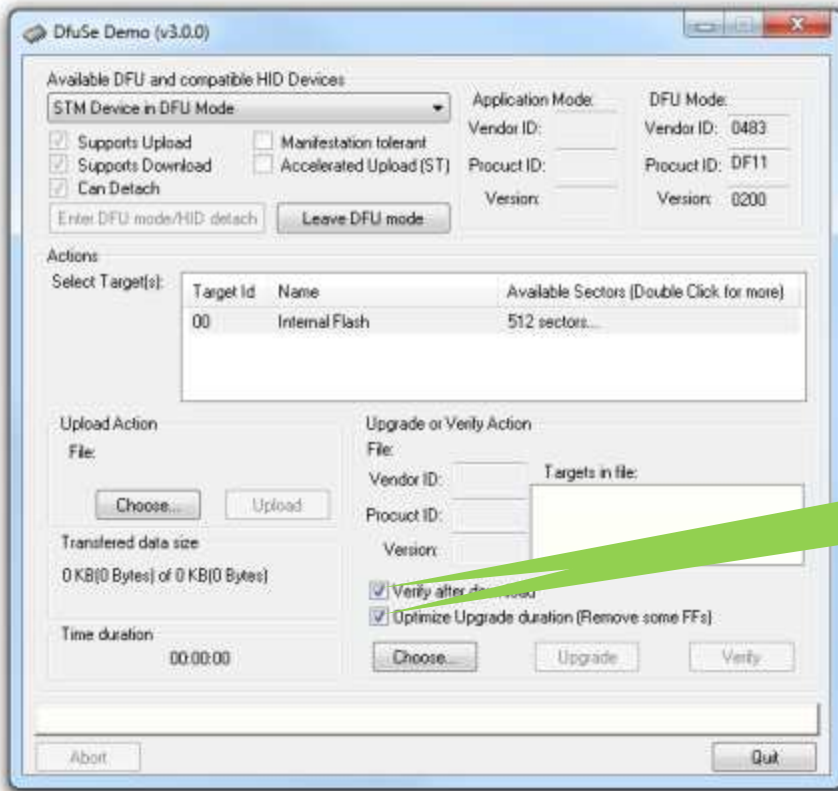 DfuSe Demo (v3.0.0)
Available DFU and compatible HID Devices
STM Device in DFU Mode
Supports Upload
Manifestation tolerant
Supports Download
Accelerated Upload (ST)
Can Detach
Enter DFU mode/HID detach
Leave DFU mode
Application Mode:
Vendor ID:
Procuct ID:
Version:
DFU Mode:
Vendor ID: 0483
Procuct ID: DF11
Version: 0200
Actions
Select Target(s):
Target Id Name Available Sectors (Double Click for more)
00 Internal Flash 512 sectors...
Upload Action
File:
Choose...
Upload
Transfered data size
0 KB(0 Bytes) of 0 KB(0 Bytes)
Time duration
00:00:00
Upgrade or Verify Action
File:
Vendor ID:
Procuct ID:
Version:
Targets in file:
Verify after download
Optimize Upgrade duration (Remove some FFs)
Choose...
Upgrade
Verify
Abort
Quit